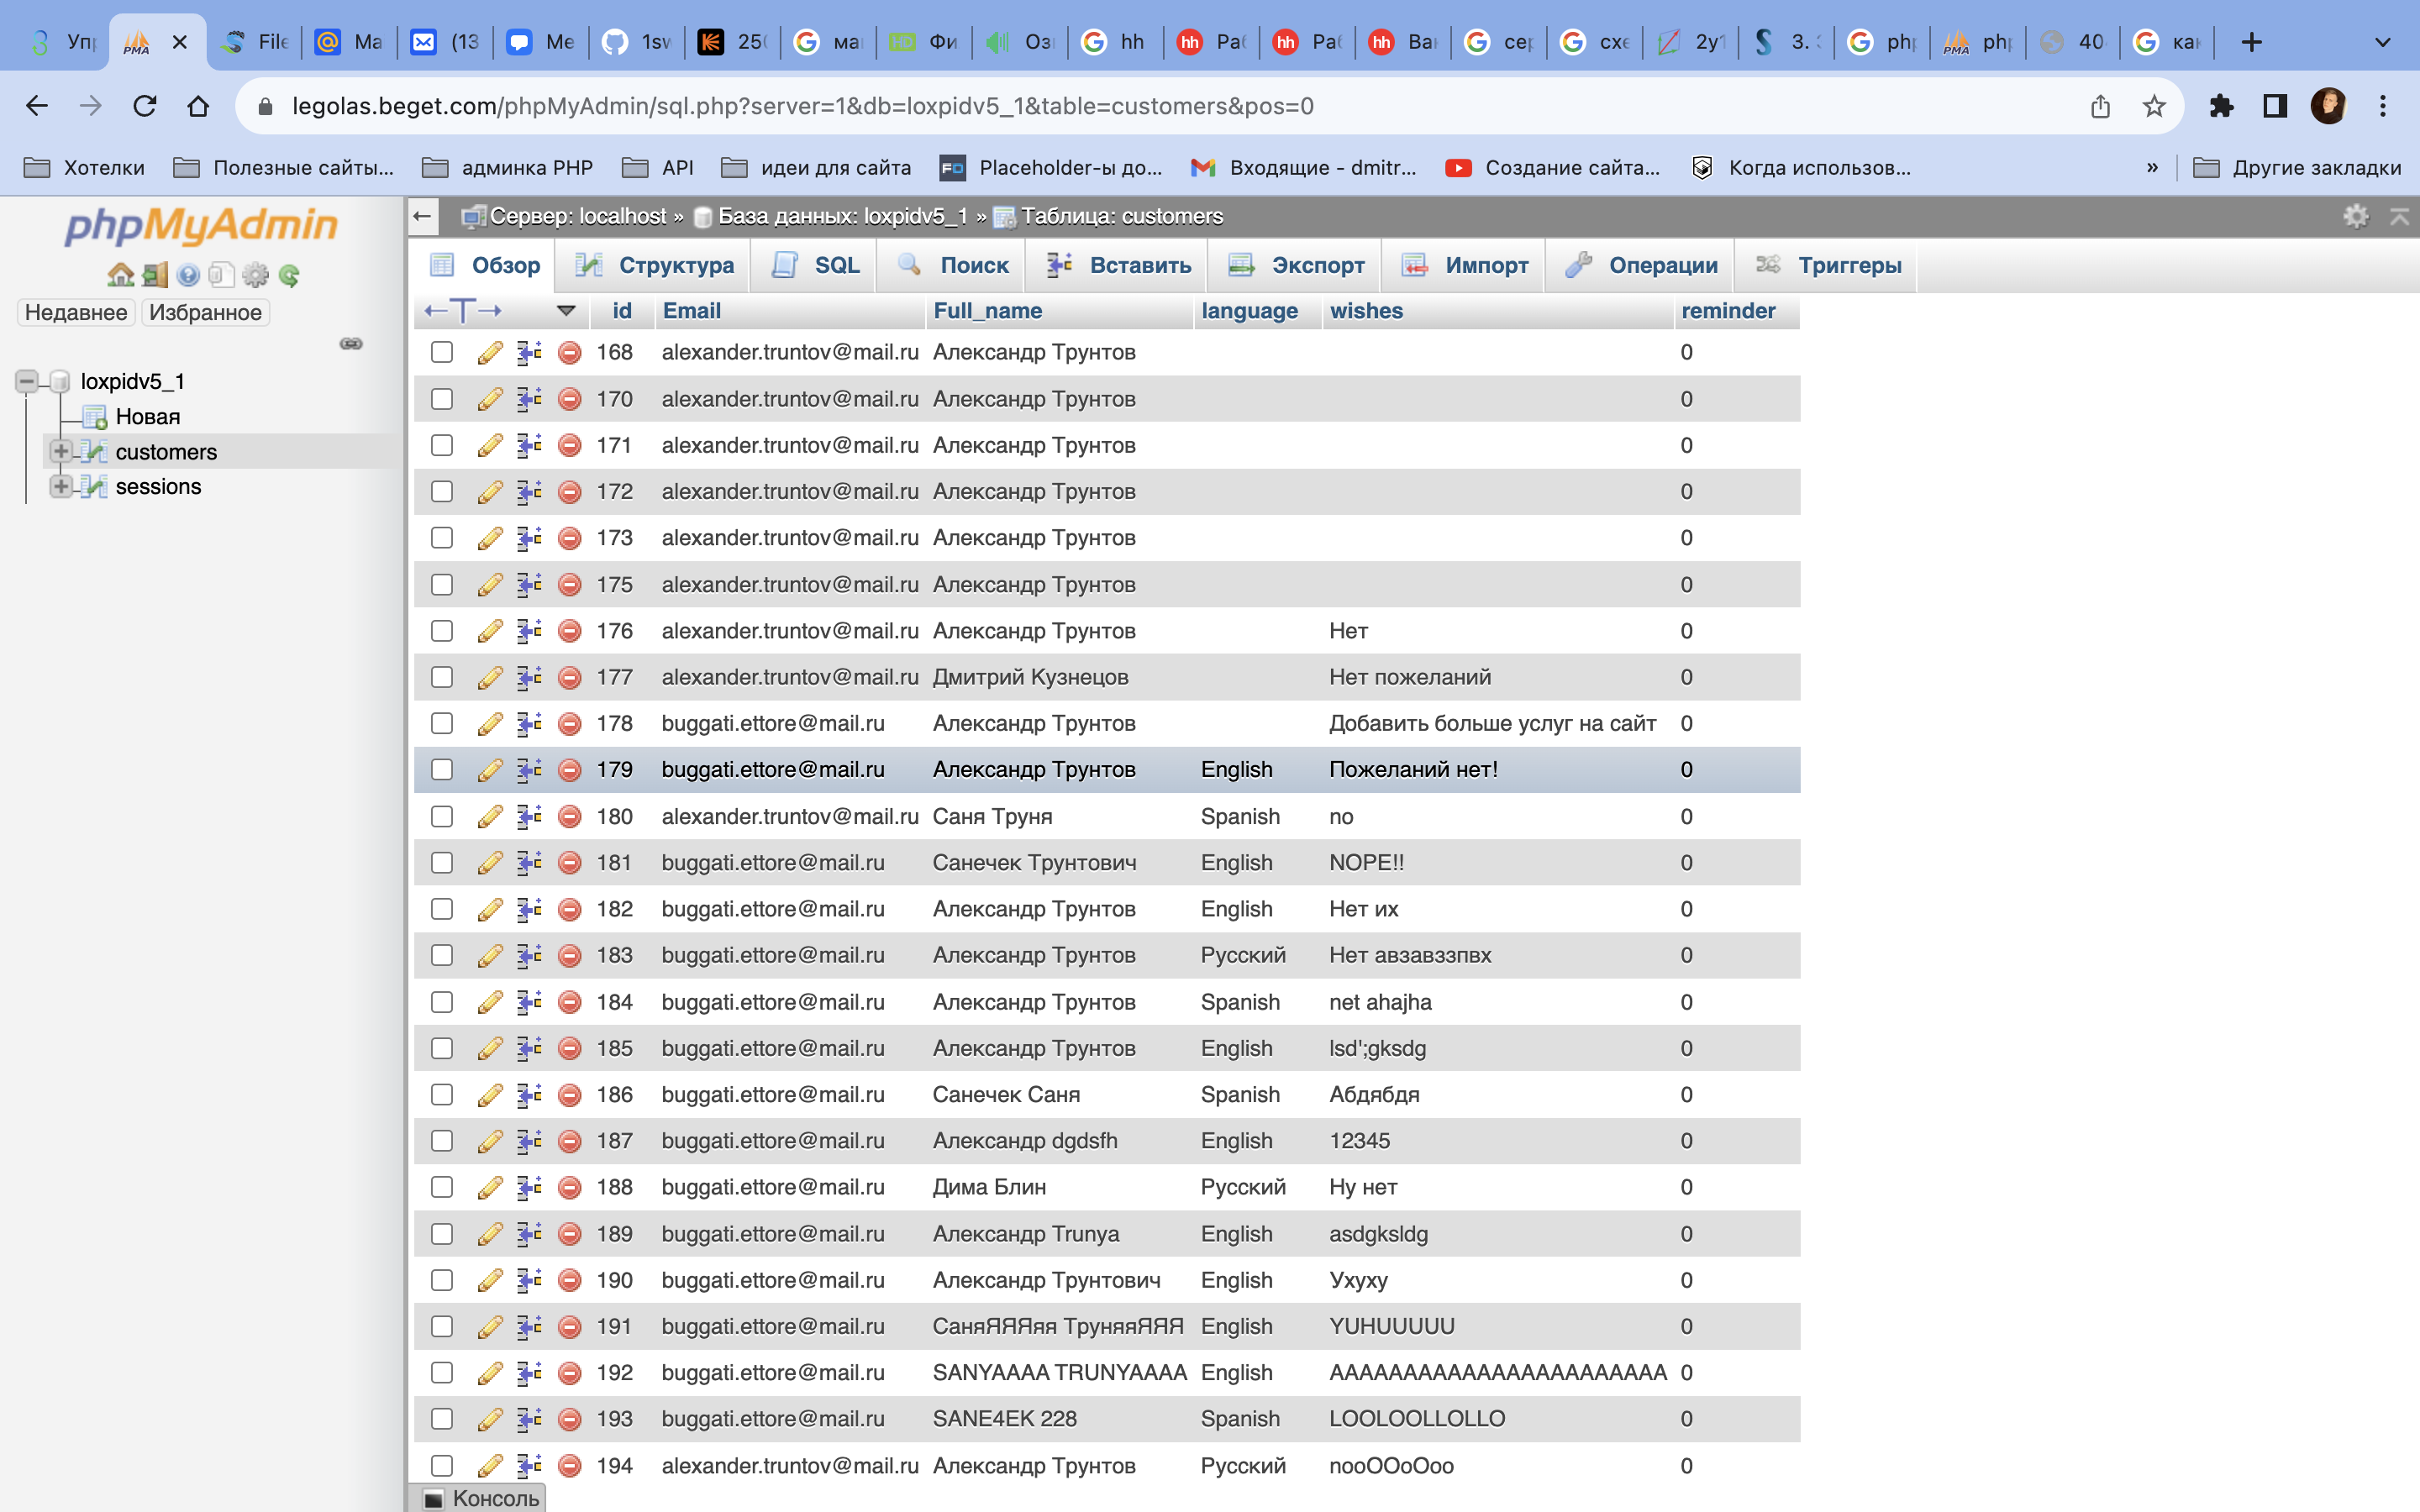 Упр File Ма (13 Ме 1sw 250 ма Фи Оз hh Раб Раб Вак сер схе 2у1 3. php 40 как
legolas.beget.com/phpMyAdmin/sql.php?server=1&db=loxpidv5_1&table=customers&pos=0
Хотелки Полезные сайты... админка PHP API идеи для сайта Placeholder-ы до... Входящие - dmitr... Создание сайта... Когда использов... » Другие закладки
phpMyAdmin
Недавнее Избранное
loxpidv5_1
Новая
customers
sessions
Сервер: localhost » База данных: loxpidv5_1 » Таблица: customers
Обзор Структура SQL Поиск Вставить Экспорт Импорт Операции Триггеры
id Email Full_name language wishes reminder
168 alexander.truntov@mail.ru Александр Трунтов 0
170 alexander.truntov@mail.ru Александр Трунтов 0
171 alexander.truntov@mail.ru Александр Трунтов 0
172 alexander.truntov@mail.ru Александр Трунтов 0
173 alexander.truntov@mail.ru Александр Трунтов 0
175 alexander.truntov@mail.ru Александр Трунтов 0
176 alexander.truntov@mail.ru Александр Трунтов Нет 0
177 alexander.truntov@mail.ru Дмитрий Кузнецов Нет пожеланий 0
178 buggati.ettore@mail.ru Александр Трунтов Добавить больше услуг на сайт 0
179 buggati.ettore@mail.ru Александр Трунтов English Пожеланий нет! 0
180 alexander.truntov@mail.ru Саня Труня Spanish no 0
181 buggati.ettore@mail.ru Санечек Трунтович English NOPE!! 0
182 buggati.ettore@mail.ru Александр Трунтов English Нет их 0
183 buggati.ettore@mail.ru Александр Трунтов Русский Нет авзавззпвх 0
184 buggati.ettore@mail.ru Александр Трунтов Spanish net ahajha 0
185 buggati.ettore@mail.ru Александр Трунтов English lsd';gksdg 0
186 buggati.ettore@mail.ru Санечек Саня Spanish Абдябдя 0
187 buggati.ettore@mail.ru Александр dgdsfh English 12345 0
188 buggati.ettore@mail.ru Дима Блин Русский Ну нет 0
189 buggati.ettore@mail.ru Александр Trunya English asdgksldg 0
190 buggati.ettore@mail.ru Александр Трунтович English Ухуху 0
191 buggati.ettore@mail.ru СаняЯЯЯяя ТруняяЯЯЯ English YUHUUUUU 0
192 buggati.ettore@mail.ru SANYAAAA TRUNYAAAA English AAAAAAAAAAAAAAAAAAAAAAA 0
193 buggati.ettore@mail.ru SANE4EK 228 Spanish LOOLOOLLOLLO 0
194 alexander.truntov@mail.ru Александр Трунтов Русский nooOOoOoo 0
Консоль